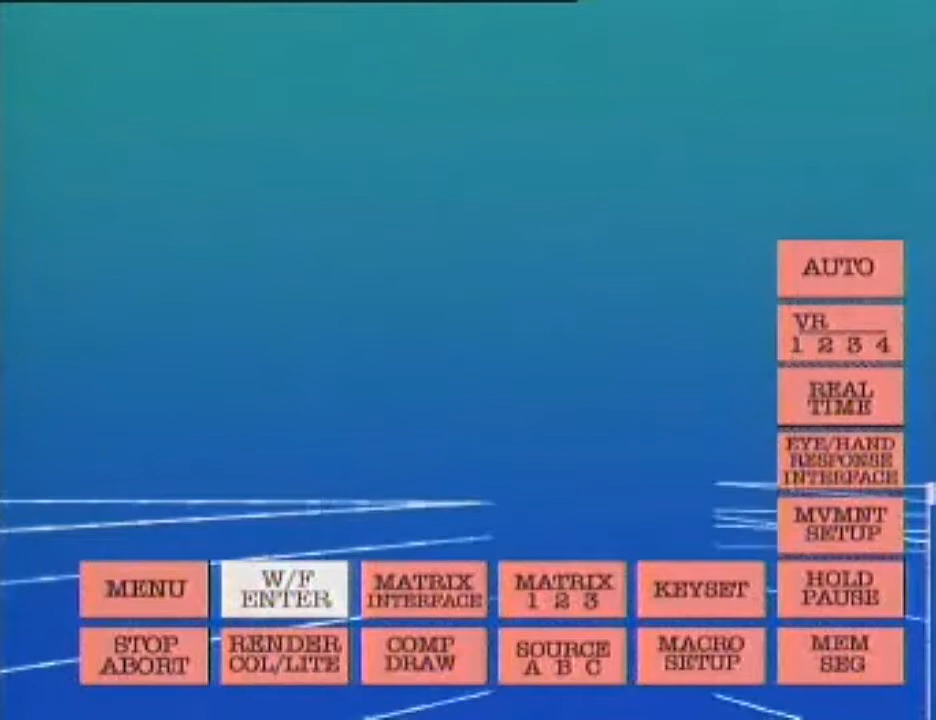 AUTO
VR
1 2 3 4
REAL
TIME
EYE/HAND
RESPONSE
INTERFACE
MVMNT
SETUP
MENU
W/F
ENTER
MATRIX
INTERFACE
MATRIX
1 2 3
KEYSET
HOLD
PAUSE
STOP
ABORT
RENDER
COL/LITE
COMP
DRAW
SOURCE
A B C
MACRO
SETUP
MEM
SEG